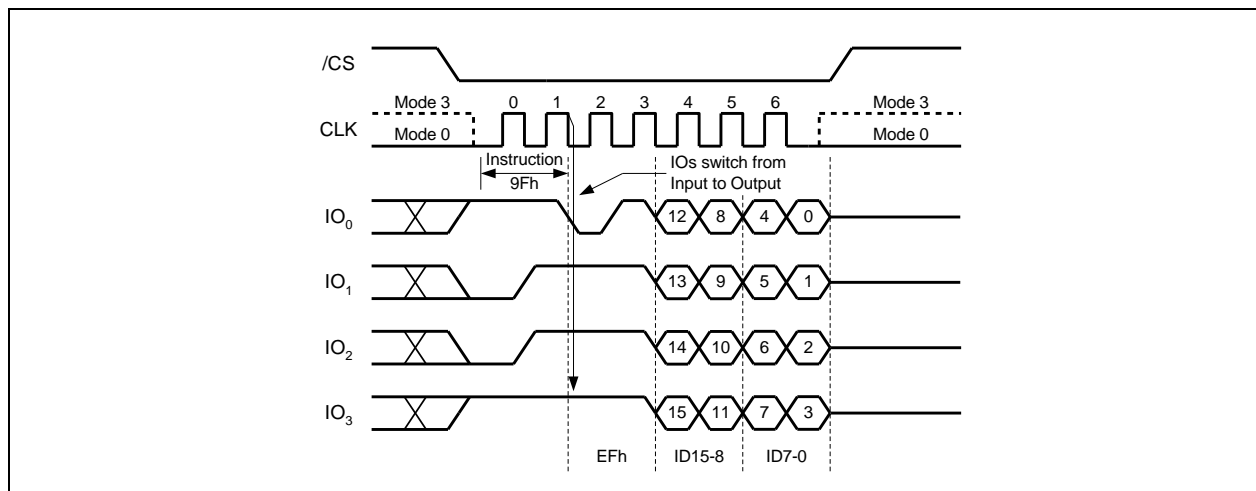 /CS
Mode 3 0 1 2 3 4 5 6 Mode 3
CLK
Mode 0 Mode 0
Instruction IOs switch from
9Fh Input to Output
IO0 12 8 4 0
IO1 13 9 5 1
IO2 14 10 6 2
IO3 15 11 7 3
EFh ID15-8 ID7-0